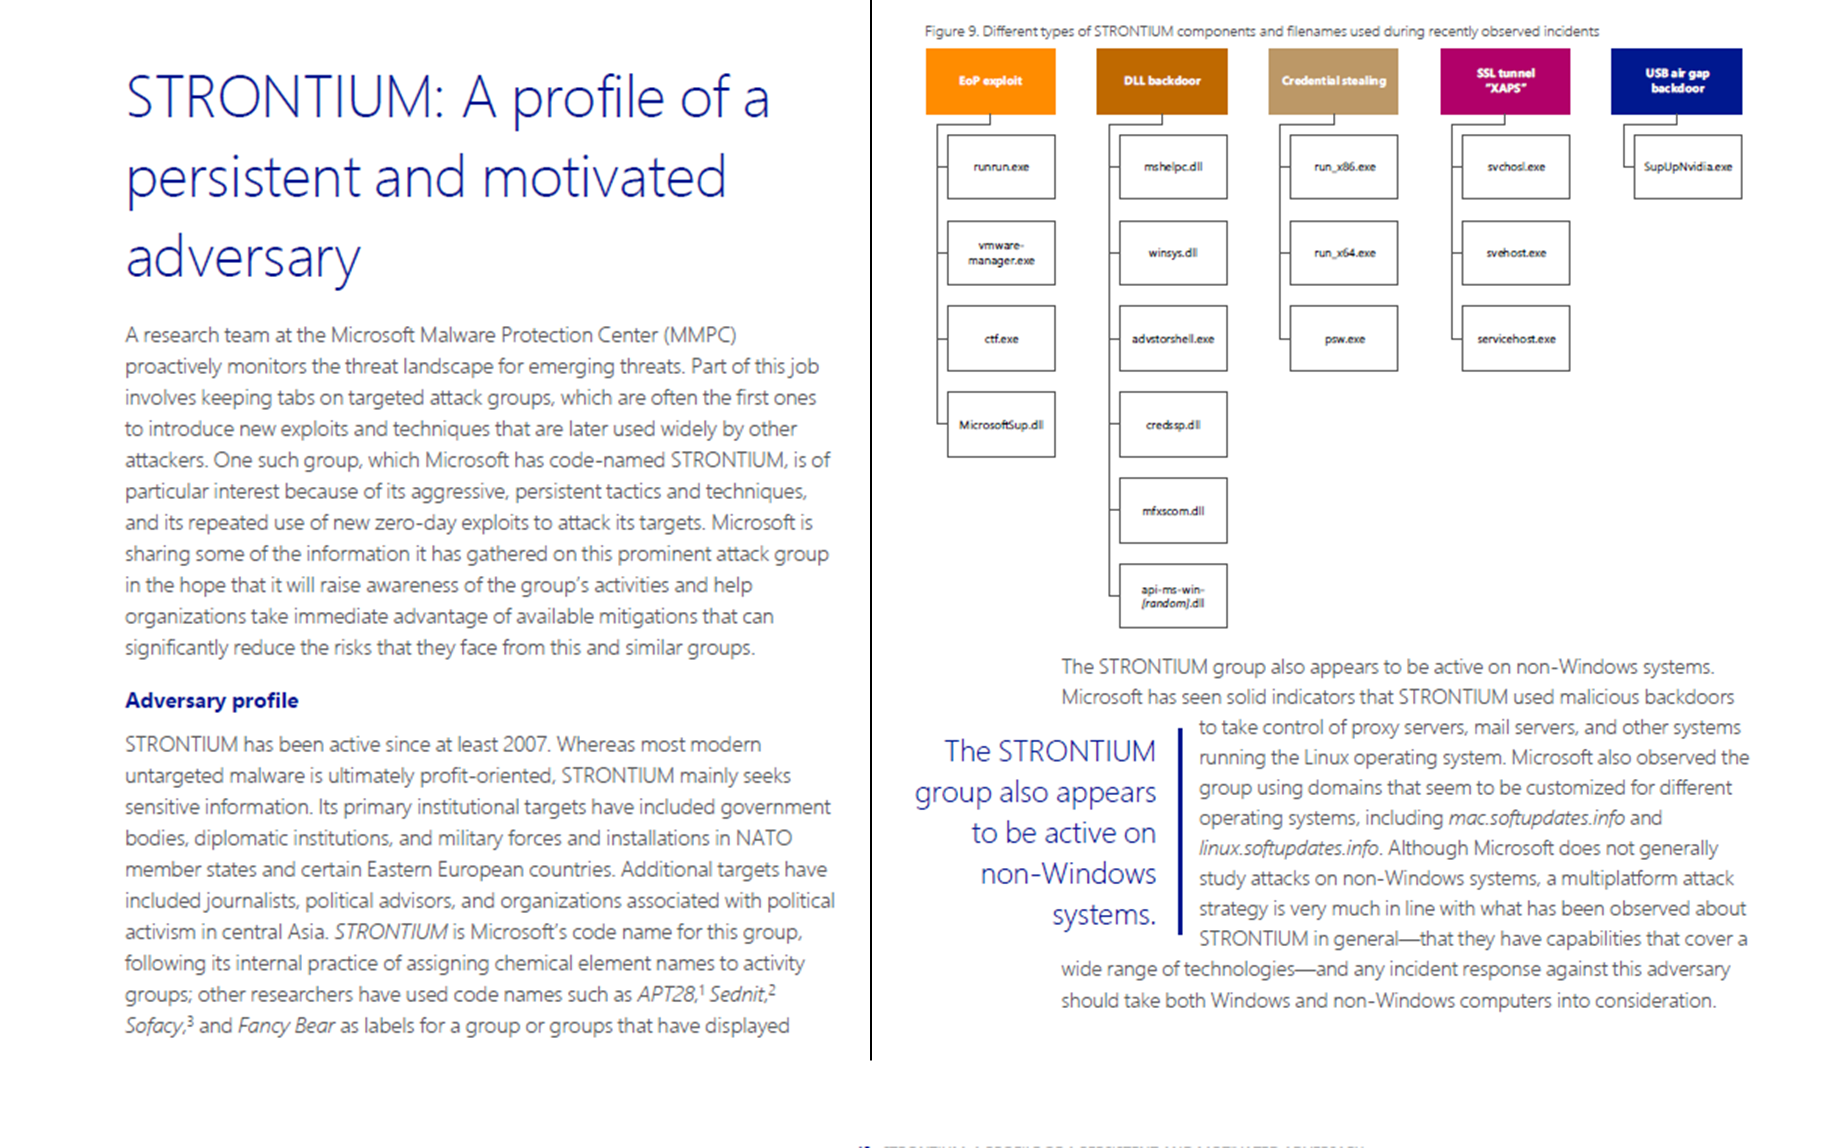 STRONTIUM: A profile of a
persistent and motivated
adversary
A research team at the Microsoft Malware Protection Center (MMPC)
proactively monitors the threat landscape for emerging threats. Part of this job
involves keeping tabs on targeted attack groups, which are often the first ones
to introduce new exploits and techniques that are later used widely by other
attackers. One such group, which Microsoft has code-named STRONTIUM, is of
particular interest because of its aggressive, persistent tactics and techniques,
and its repeated use of new zero-day exploits to attack its targets. Microsoft is
sharing some of the information it has gathered on this prominent attack group
in the hope that it will raise awareness of the group's activities and help
organizations take immediate advantage of available mitigations that can
significantly reduce the risks that they face from this and similar groups.
Adversary profile
STRONTIUM has been active since at least 2007. Whereas most modern
untargeted malware is ultimately profit-oriented, STRONTIUM mainly seeks
sensitive information. Its primary institutional targets have included government
bodies, diplomatic institutions, and military forces and installations in NATO
member states and certain Eastern European countries. Additional targets have
included journalists, political advisors, and organizations associated with political
activism in central Asia. STRONTIUM is Microsoft's code name for this group,
following its internal practice of assigning chemical element names to activity
groups; other researchers have used code names such as APT28,¹ Sednit,²
Sofacy,³ and Fancy Bear as labels for a group or groups that have displayed
Figure 9. Different types of STRONTIUM components and filenames used during recently observed incidents
EoP exploit
runrun.exe
vmware-
manager.exe
ctf.exe
MicrosoftSup.dll
DLL backdoor
mshelpc.dll
winsys.dll
advstorshell.exe
credssp.dll
mfxscom.dll
api-ms-win-
[random].dll
Credential stealing
run_x86.exe
run_x64.exe
psw.exe
SSL tunnel
"XAPS"
svchosl.exe
svehost.exe
servicehost.exe
USB air gap
backdoor
SupUpNvidia.exe
The STRONTIUM group also appears to be active on non-Windows systems.
Microsoft has seen solid indicators that STRONTIUM used malicious backdoors
to take control of proxy servers, mail servers, and other systems
running the Linux operating system. Microsoft also observed the
group using domains that seem to be customized for different
operating systems, including mac.softupdates.info and
linux.softupdates.info. Although Microsoft does not generally
study attacks on non-Windows systems, a multiplatform attack
strategy is very much in line with what has been observed about
STRONTIUM in general—that they have capabilities that cover a
wide range of technologies—and any incident response against this adversary
should take both Windows and non-Windows computers into consideration.
The STRONTIUM
group also appears
to be active on
non-Windows
systems.